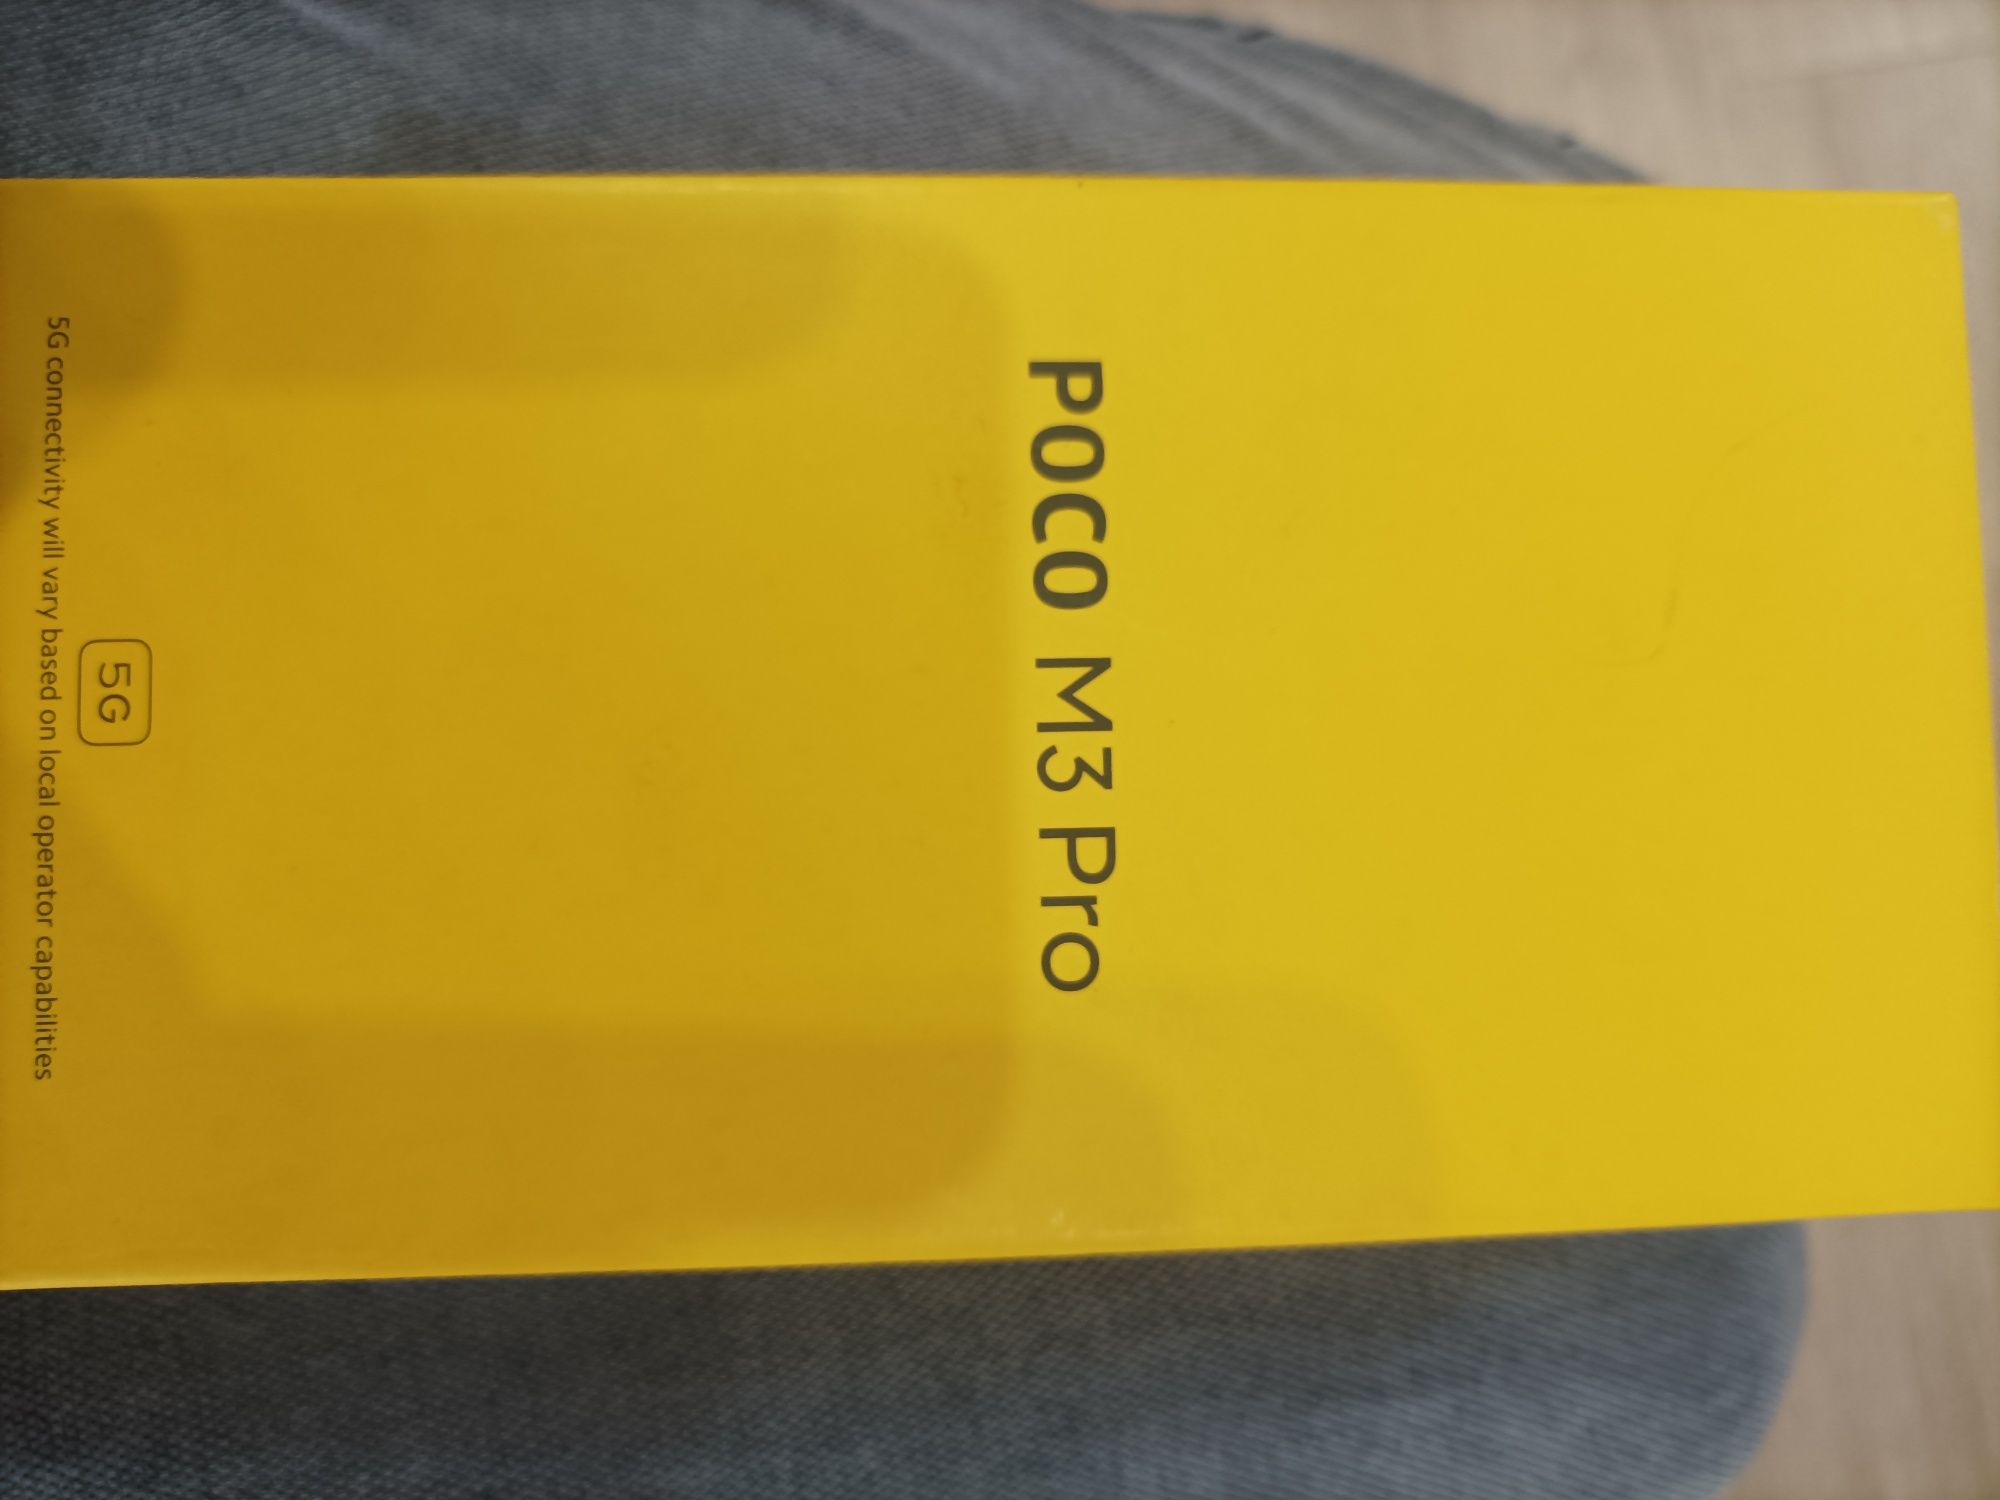 POCO M3 Pro
5G
5G connectivity will vary based on local operator capabilities